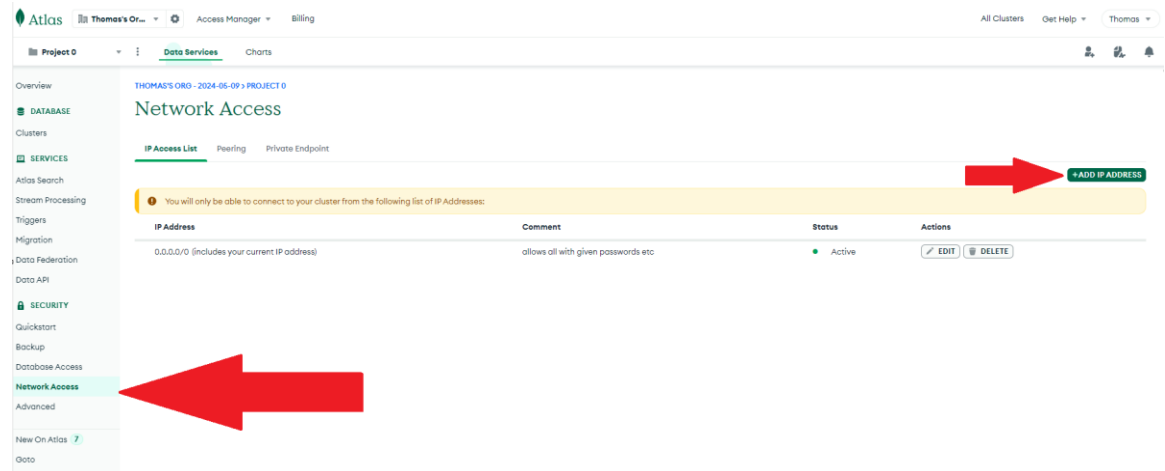 Atlas
Thomas's Or...
Access Manager
Billing
All Clusters
Get Help
Thomas
Project 0
Data Services
Charts
Overview
DATABASE
Clusters
SERVICES
Atlas Search
Stream Processing
Triggers
Migration
Data Federation
Data API
SECURITY
Quickstart
Backup
Database Access
Network Access
Advanced
New On Atlas 7
Goto
THOMAS'S ORG - 2024-05-09 > PROJECT 0
Network Access
IP Access List
Peering
Private Endpoint
+ADD IP ADDRESS
You will only be able to connect to your cluster from the following list of IP Addresses:
IP Address
Comment
Status
Actions
0.0.0.0/0 (includes your current IP address)
allows all with given passwords etc
Active
EDIT
DELETE